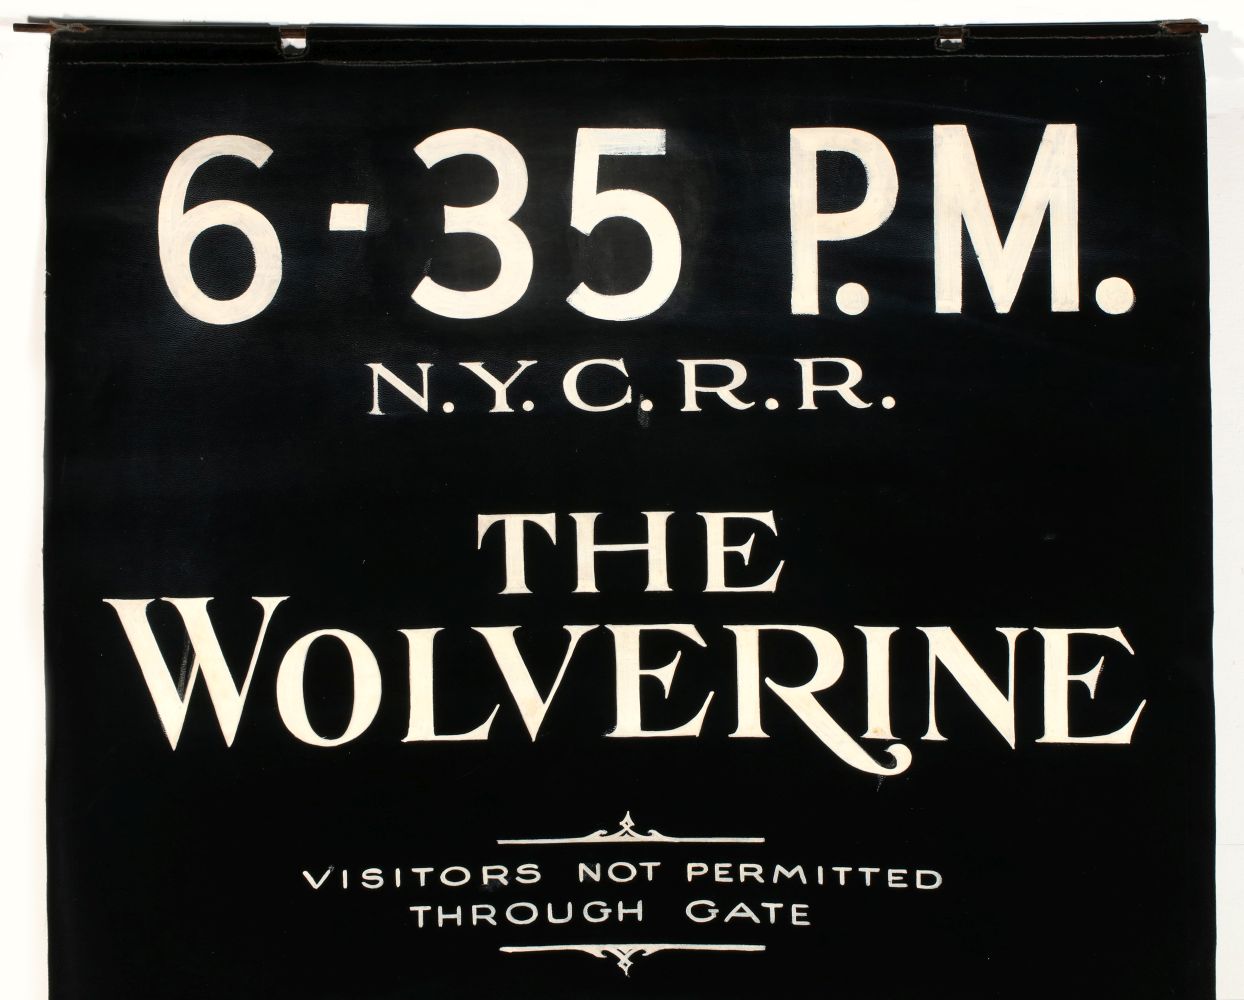 6-35 P.M.
N.Y.C.R.R.
THE
WOLVERINE
VISITORS NOT PERMITTED
THROUGH GATE